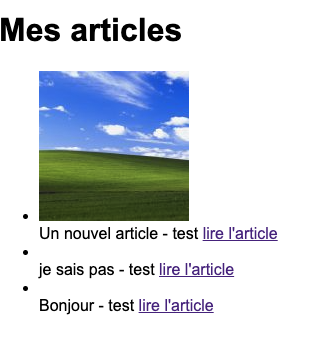 Mes articles
Un nouvel article - test lire l'article
je sais pas - test lire l'article
Bonjour - test lire l'article